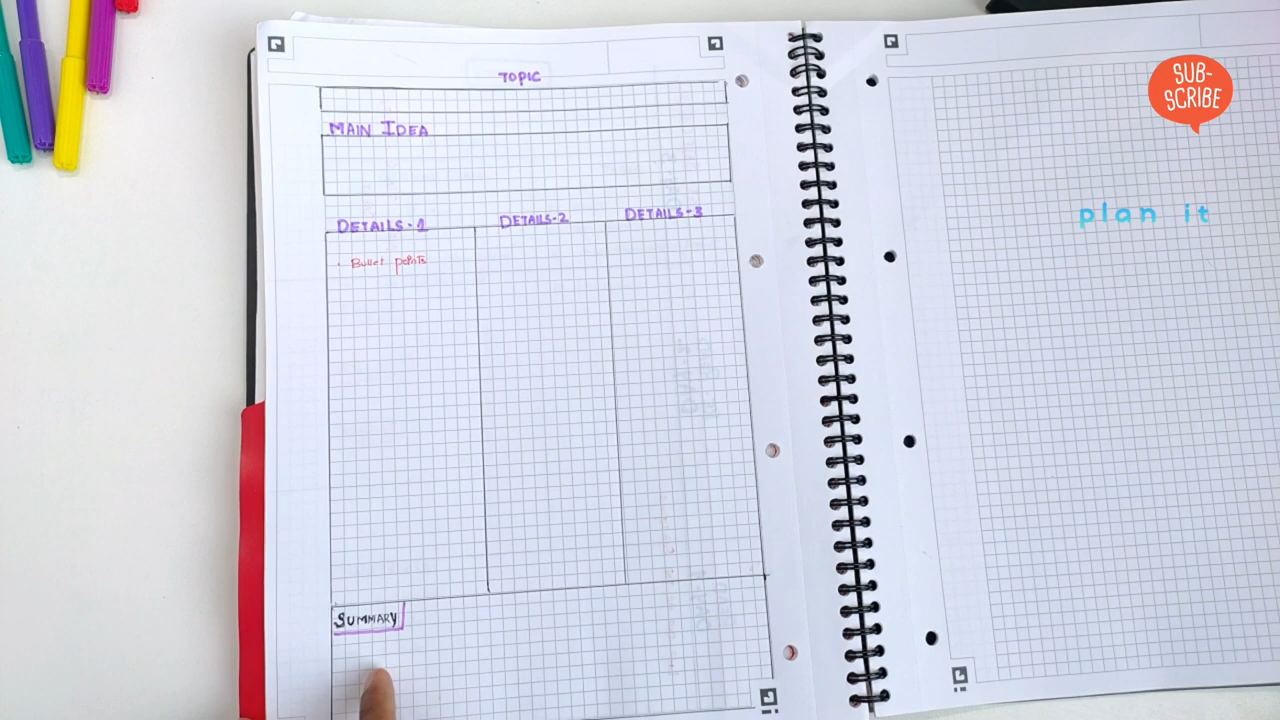 TOPIC
MAIN IDEA
DETAILS-1 DETAILS-2 DETAILS-3
· Bullet points
SUMMARY
SUB-
SCRIBE
plan it